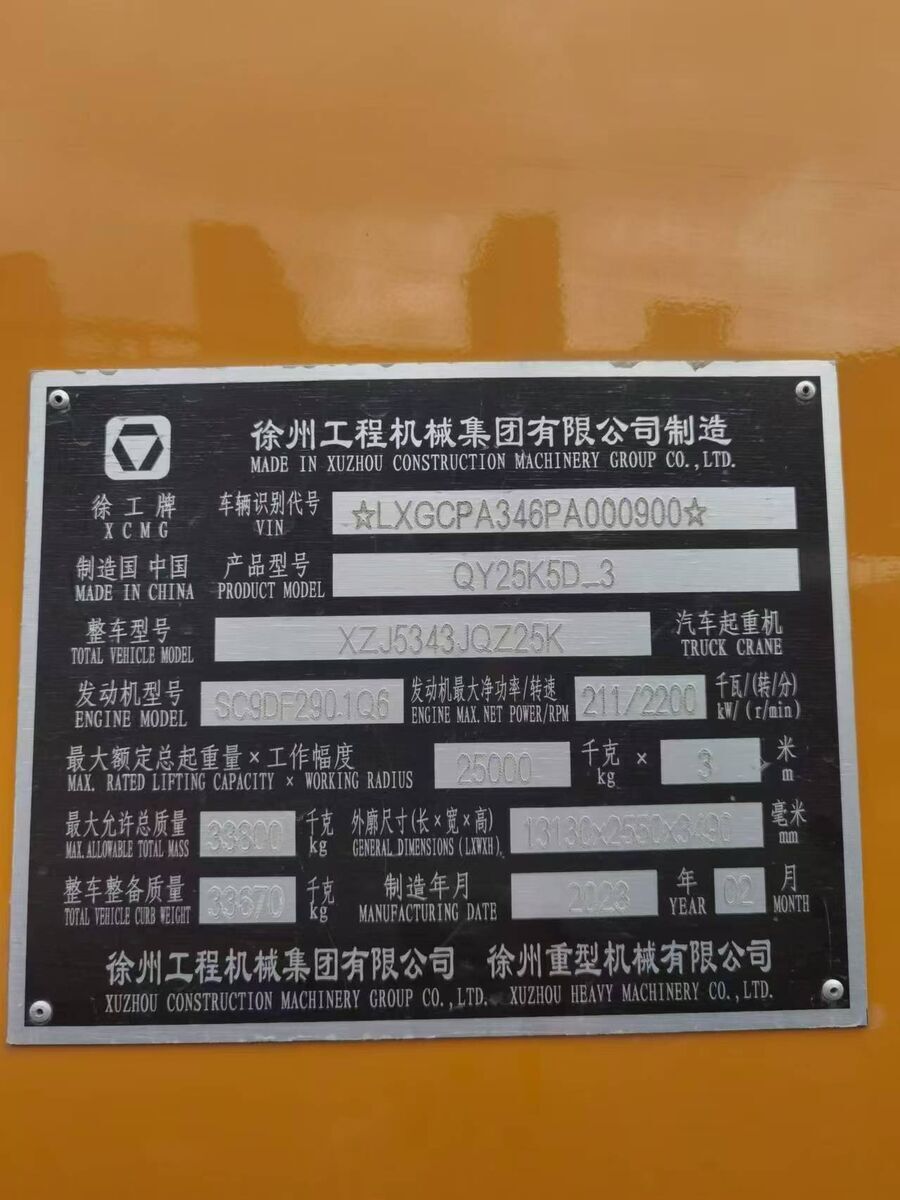 徐州工程机械集团有限公司制造
MADE IN XUZHOU CONSTRUCTION MACHINERY GROUP CO.,LTD.
徐工牌 车辆识别代号 ☆LXGCPA346PA000900☆
XCMG VIN
制造国 中国 产品型号 QY25K5D_3
MADE IN CHINA PRODUCT MODEL
整车型号 XZJ5343JQZ25K 汽车起重机
TOTAL VEHICLE MODEL TRUCK CRANE
发动机型号 SC9DF290.1Q6 发动机最大净功率/转速 211/2200 千瓦/(转/分)
ENGINE MODEL ENGINE MAX.NET POWER/RPM kW/(r/min)
最大额定总起重量×工作幅度 25000 千克 × 3 米
MAX. RATED LIFTING CAPACITY × WORKING RADIUS kg m
最大允许总质量 33800 千克 外廓尺寸(长×宽×高) 13130x2550x3490 毫米
MAX.ALLOWABLE TOTAL MASS kg GENERAL DIMENSIONS (LXWXH) mm
整车整备质量 33670 千克 制造年月 2023 年 02 月
TOTAL VEHICLE CURB WEIGHT kg MANUFACTURING DATE YEAR MONTH
徐州工程机械集团有限公司 徐州重型机械有限公司
XUZHOU CONSTRUCTION MACHINERY GROUP CO.,LTD. XUZHOU HEAVY MACHINERY CO.,LTD.